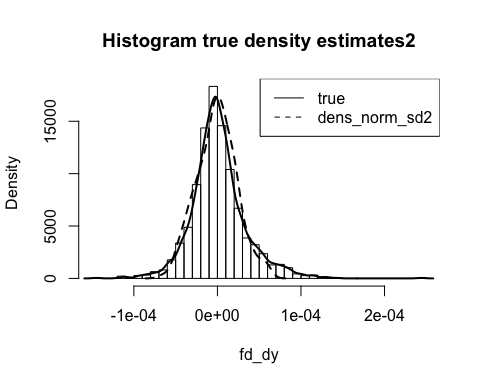 Histogram true density estimates2
true
dens_norm_sd2
Density
15000
5000
0
-1e-04 0e+00 1e-04 2e-04
fd_dy